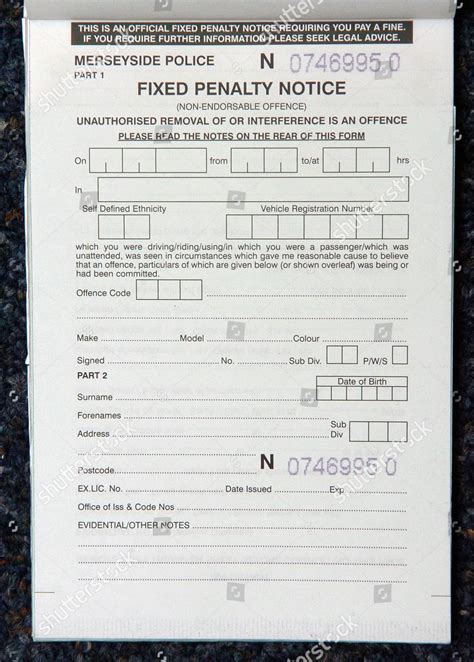 THIS IS AN OFFICIAL FIXED PENALTY NOTICE REQUIRING YOU PAY A FINE.
IF YOU REQUIRE FURTHER INFORMATION PLEASE SEEK LEGAL ADVICE.
MERSEYSIDE POLICE N 0746995 0
PART 1
FIXED PENALTY NOTICE
(NON-ENDORSABLE OFFENCE)
UNAUTHORISED REMOVAL OF OR INTERFERENCE IS AN OFFENCE
PLEASE READ THE NOTES ON THE REAR OF THIS FORM
On from to/at hrs
In
Self Defined Ethnicity Vehicle Registration Number
which you were driving/riding/using/in which you were a passenger/which was
unattended, was seen in circumstances which gave me reasonable cause to believe
that an offence, particulars of which are given below (or shown overleaf) was being or
had been committed.
Offence Code
Make Model Colour
Signed No. Sub Div. P/W/S
PART 2 Date of Birth
Surname
Forenames
Address Sub
Div
Postcode N 0746995 0
EX.LIC. No. Date Issued Exp
Office of Iss & Code Nos
EVIDENTIAL/OTHER NOTES
shutterstock